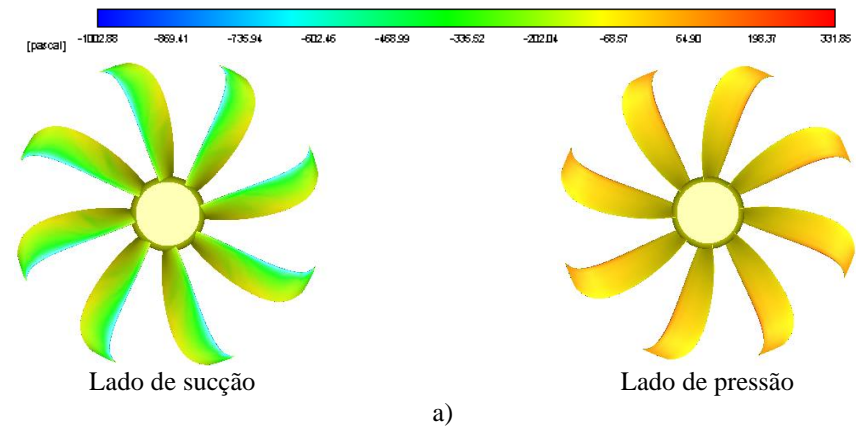 [pascal] -1002.88 -869.41 -735.94 -602.46 -468.99 -335.52 -202.04 -68.57 64.90 198.37 331.85
Lado de sucção Lado de pressão
a)